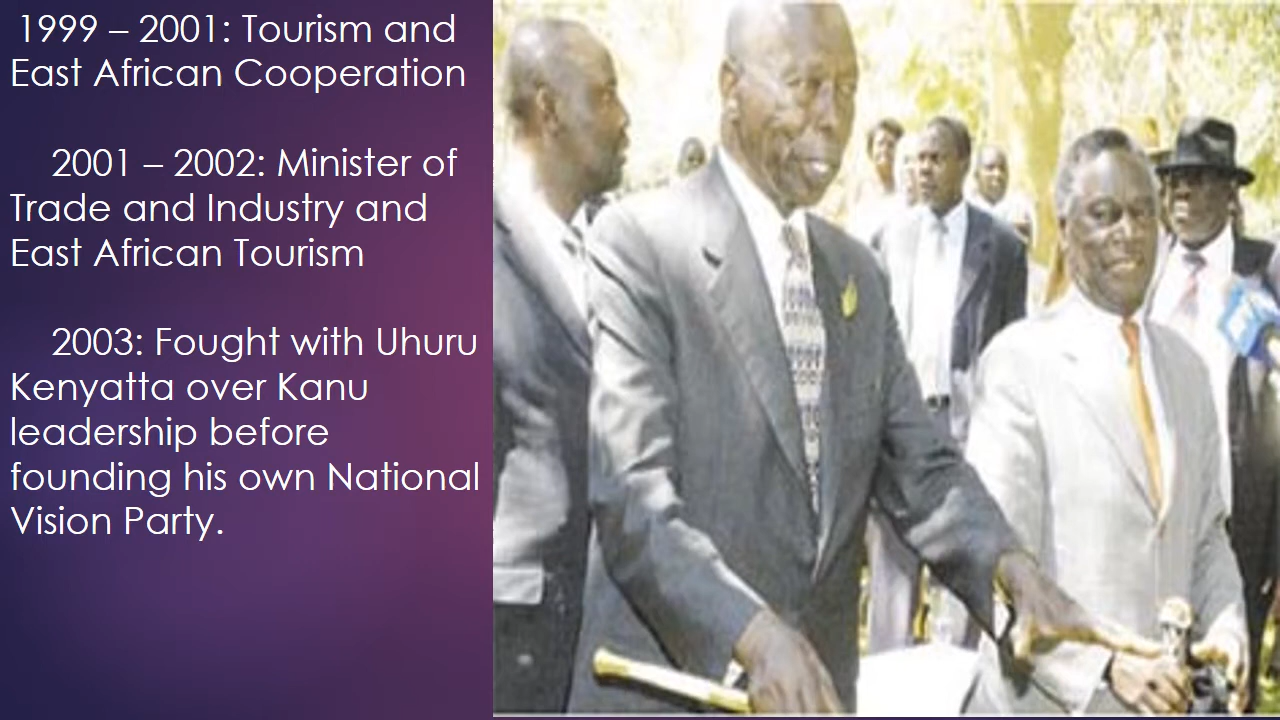 1999 – 2001: Tourism and
East African Cooperation
2001 – 2002: Minister of
Trade and Industry and
East African Tourism
2003: Fought with Uhuru
Kenyatta over Kanu
leadership before
founding his own National
Vision Party.